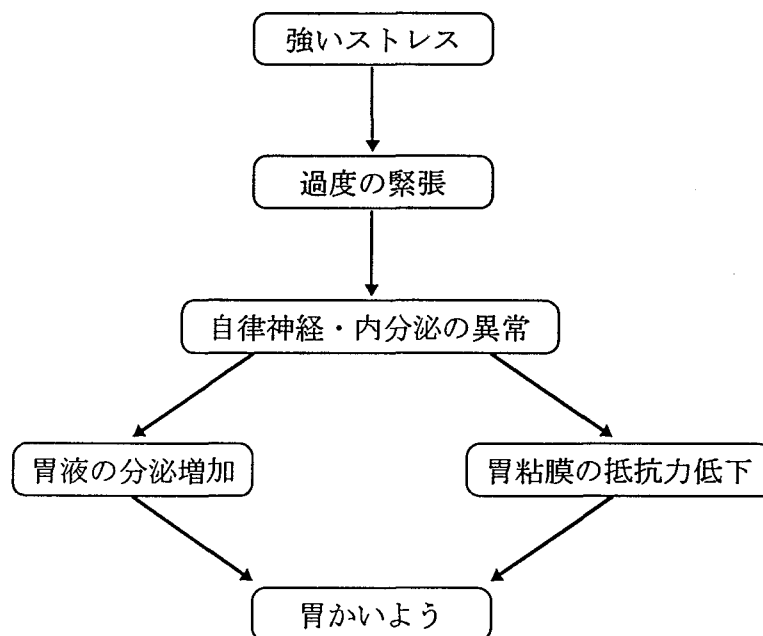 強いストレス
過度の緊張
自律神経・内分泌の異常
胃液の分泌増加
胃粘膜の抵抗力低下
胃かいよう